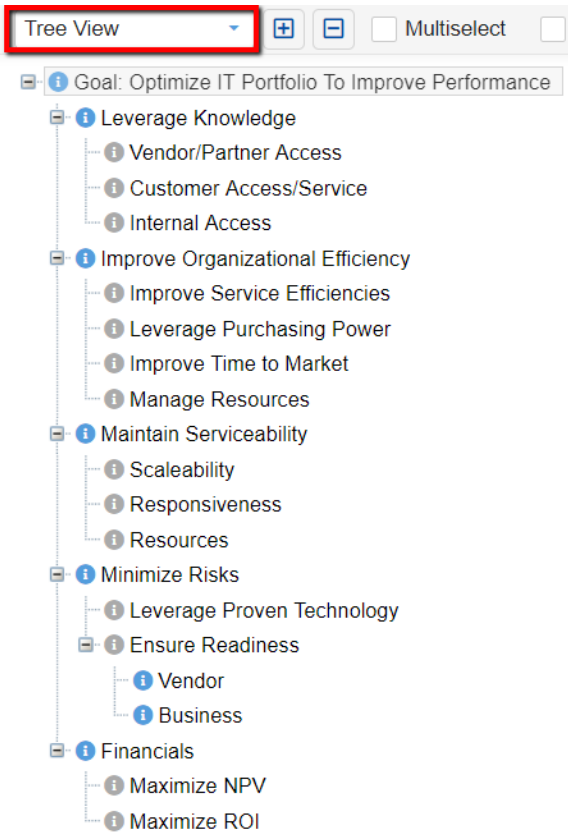 Tree View Multiselect
Goal: Optimize IT Portfolio To Improve Performance
Leverage Knowledge
Vendor/Partner Access
Customer Access/Service
Internal Access
Improve Organizational Efficiency
Improve Service Efficiencies
Leverage Purchasing Power
Improve Time to Market
Manage Resources
Maintain Serviceability
Scaleability
Responsiveness
Resources
Minimize Risks
Leverage Proven Technology
Ensure Readiness
Vendor
Business
Financials
Maximize NPV
Maximize ROI